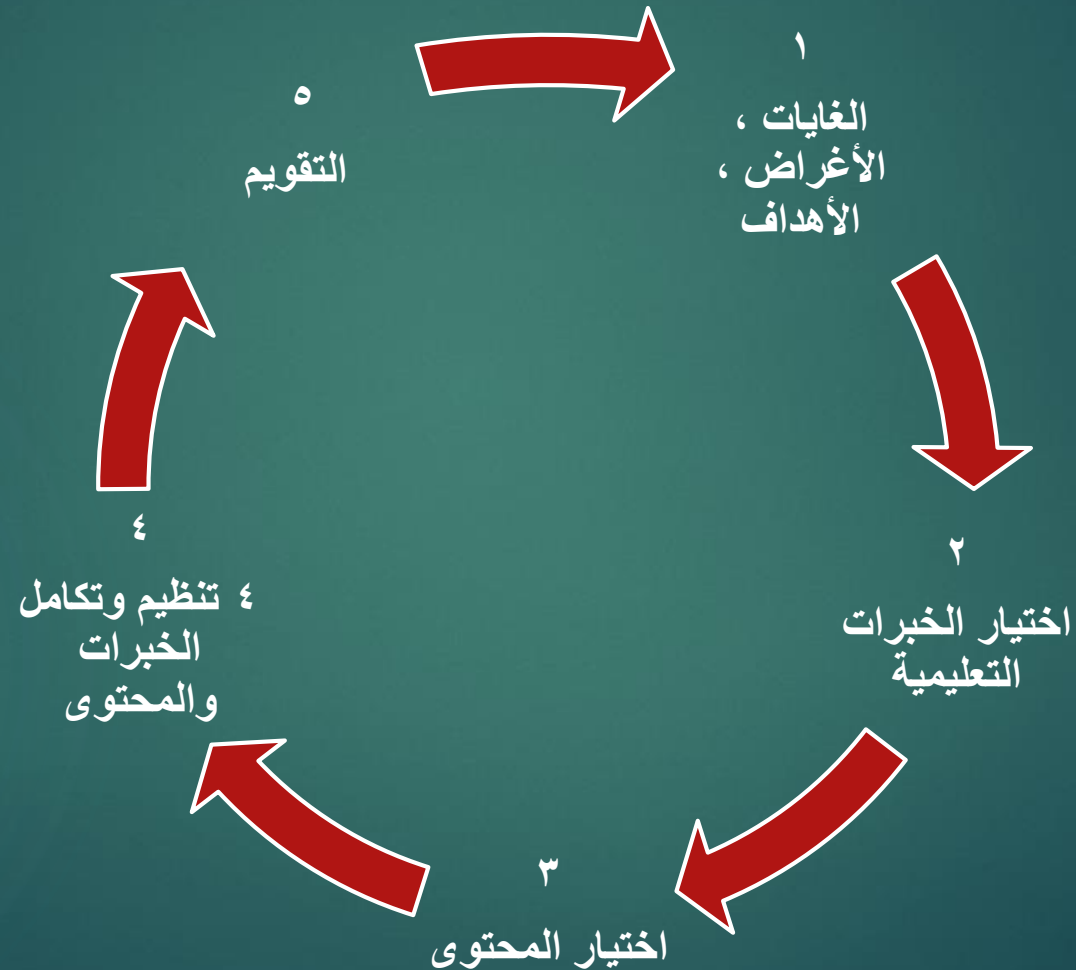 ١
الغايات ،
الأغراض ،
الأهداف
٢
اختيار الخبرات
التعليمية
٣
اختيار المحتوى
٤
٤ تنظيم وتكامل
الخبرات
والمحتوى
٥
التقويم